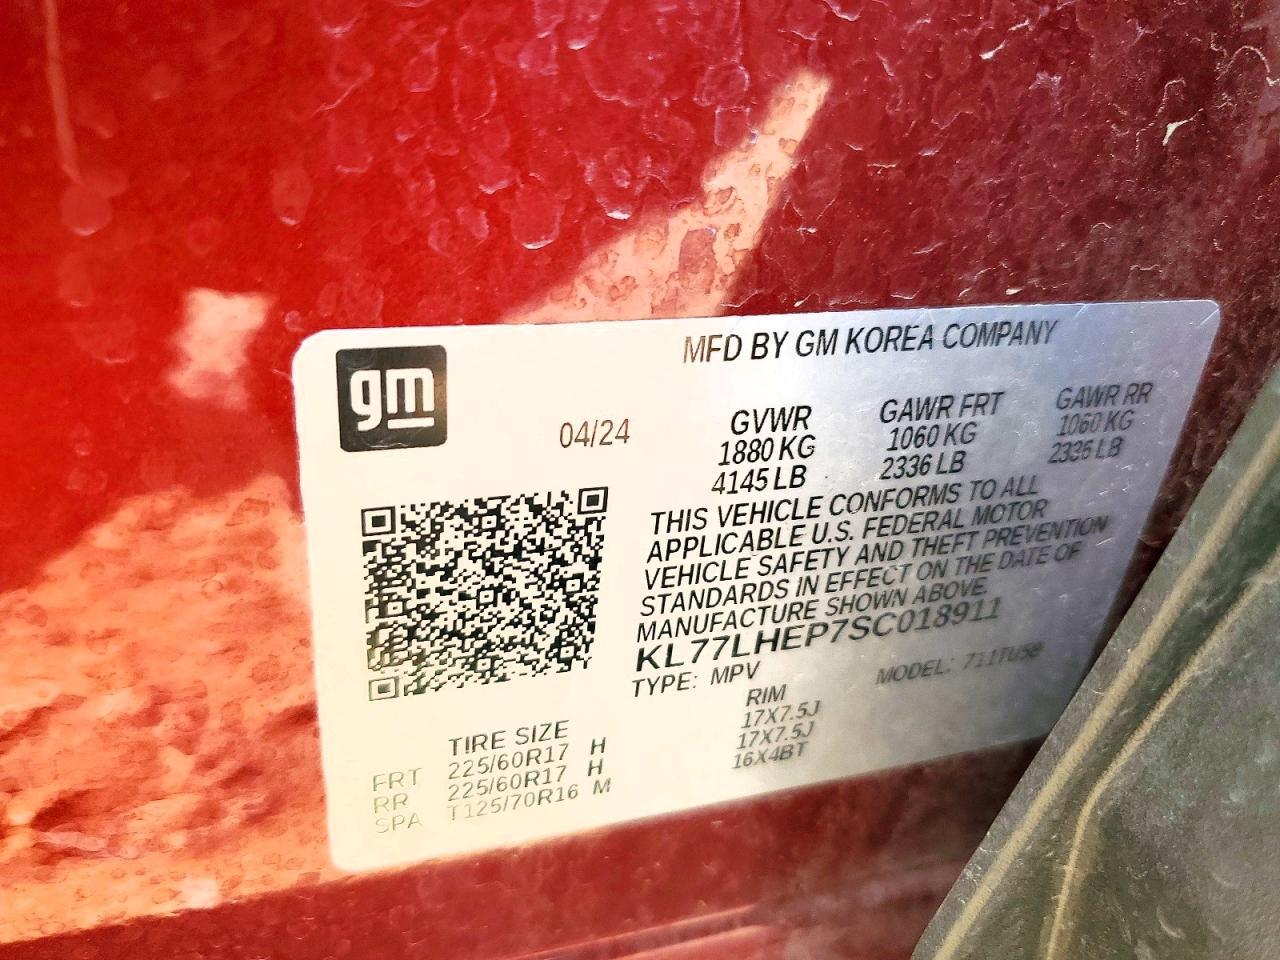 gm
MFD BY GM KOREA COMPANY
04/24
GVWR GAWR FRT GAWR RR
1880 KG 1060 KG 1060 KG
4145 LB 2336 LB 2336 LB
THIS VEHICLE CONFORMS TO ALL
APPLICABLE U.S. FEDERAL MOTOR
VEHICLE SAFETY AND THEFT PREVENTION
STANDARDS IN EFFECT ON THE DATE OF
MANUFACTURE SHOWN ABOVE.
KL77LHEP7SC018911
TYPE: MPV MODEL:
TIRE SIZE RIM
FRT 225/60R17 H 17X7.5J
RR 225/60R17 H 17X7.5J
SPA T125/70R16 M 16X4BT